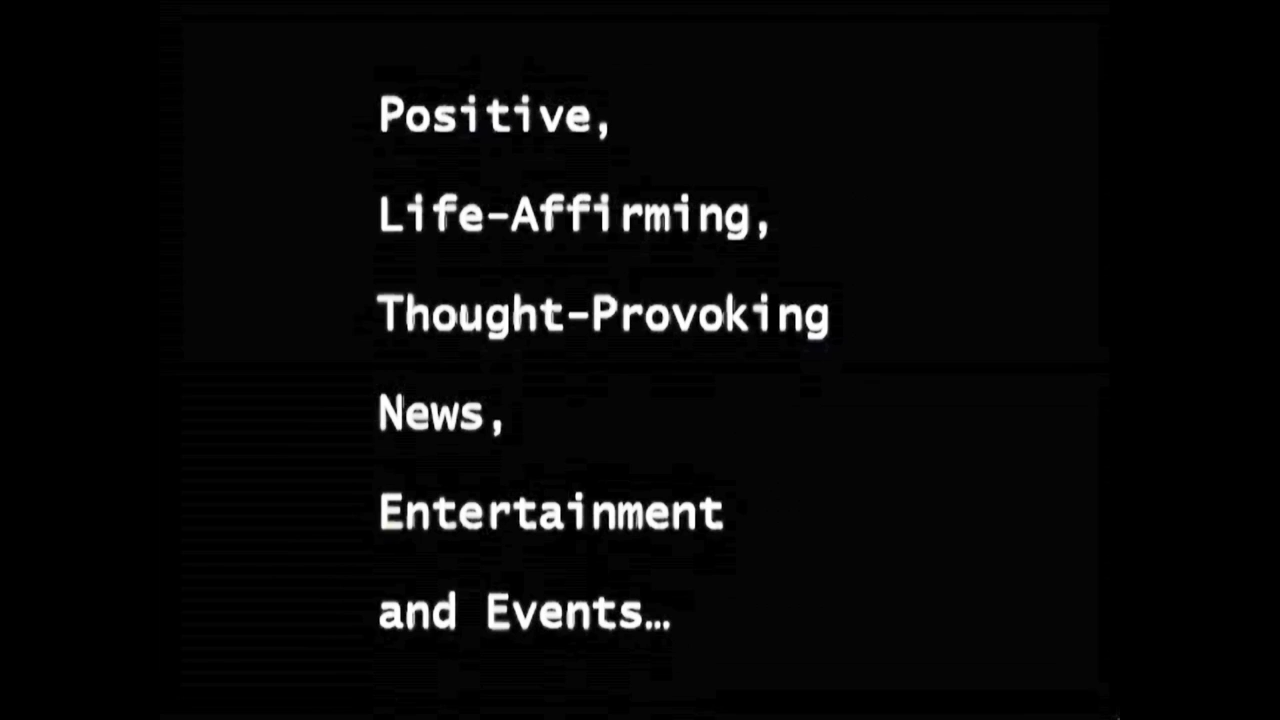 Positive,
Life-Affirming,
Thought-Provoking
News,
Entertainment
and Events…